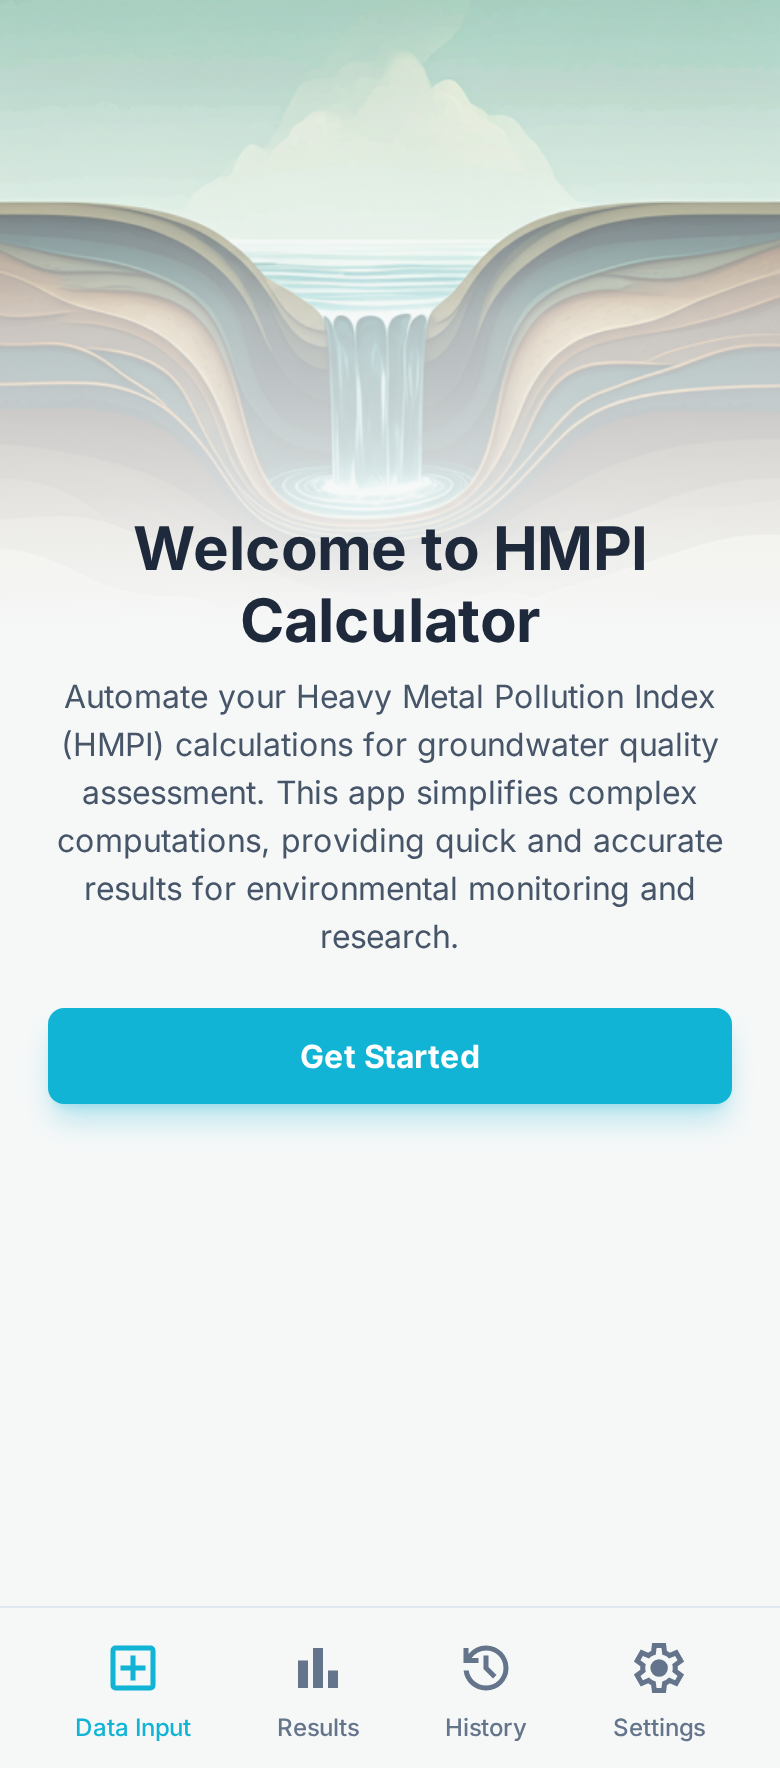 Welcome to HMPI
Calculator
Automate your Heavy Metal Pollution Index
(HMPI) calculations for groundwater quality
assessment. This app simplifies complex
computations, providing quick and accurate
results for environmental monitoring and
research.
Get Started
Data Input
Results
History
Settings